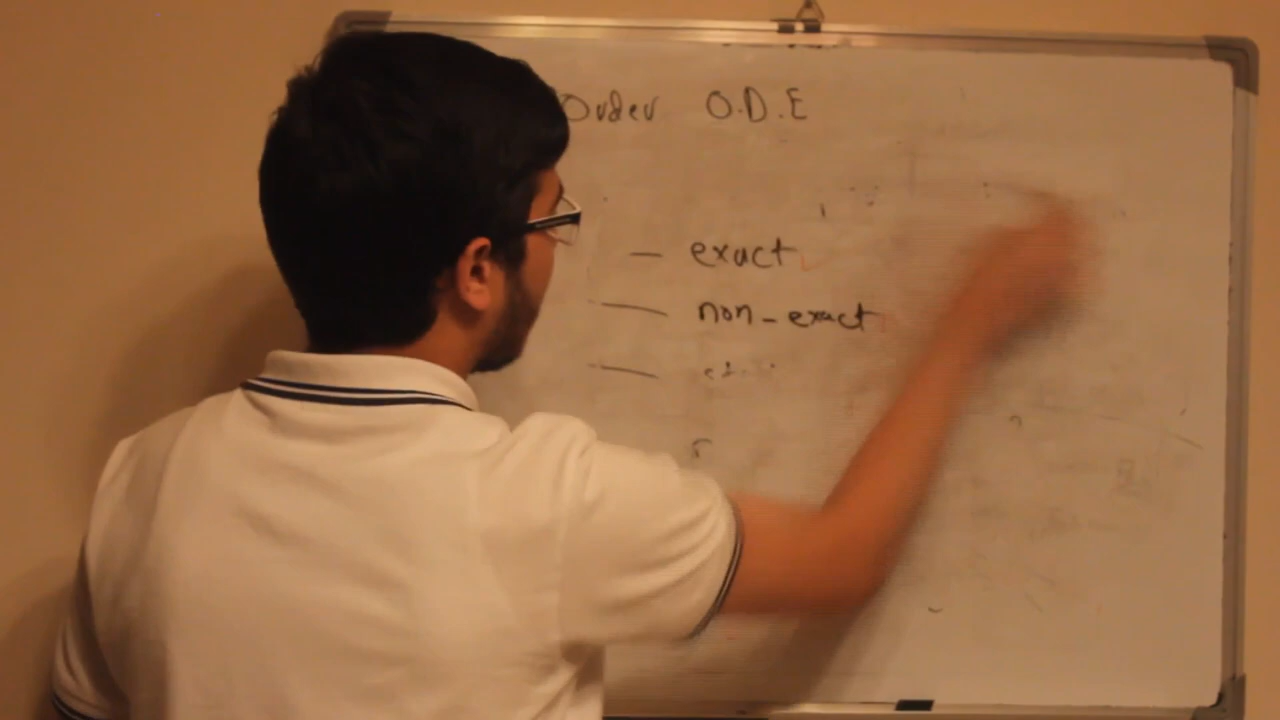 Order O.D.E
— exact
— non-exact